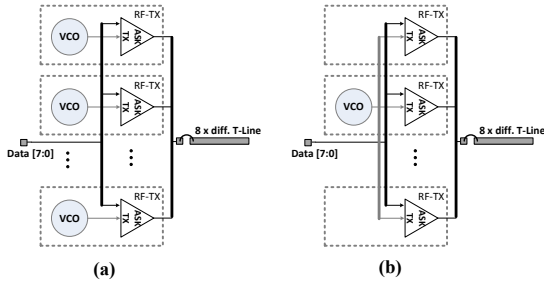 RF-TX
VCO
ASK
TX
RF-TX
VCO
ASK
TX
8 x diff. T-Line
Data [7:0]
RF-TX
VCO
ASK
TX
(a)
RF-TX
ASK
TX
RF-TX
VCO
ASK
TX
8 x diff. T-Line
Data [7:0]
RF-TX
ASK
TX
(b)